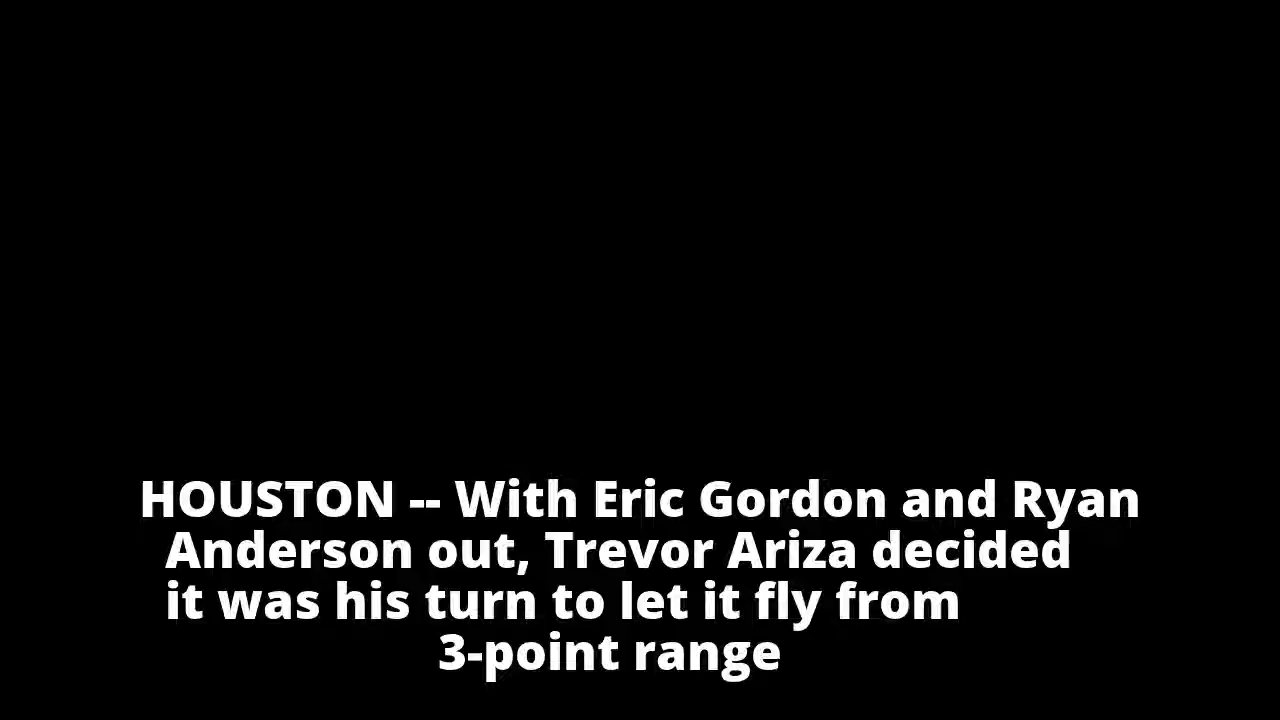 HOUSTON -- With Eric Gordon and Ryan
Anderson out, Trevor Ariza decided
it was his turn to let it fly from
3-point range